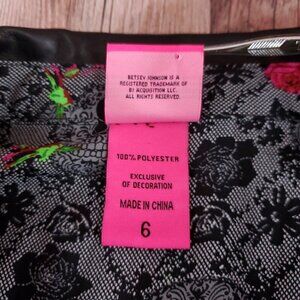 BETSEY JOHNSON IS A
REGISTERED TRADEMARK OF
BJ ACQUISITION LLC.
ALL RIGHTS RESERVED.
100% POLYESTER
EXCLUSIVE
OF DECORATION
MADE IN CHINA
6